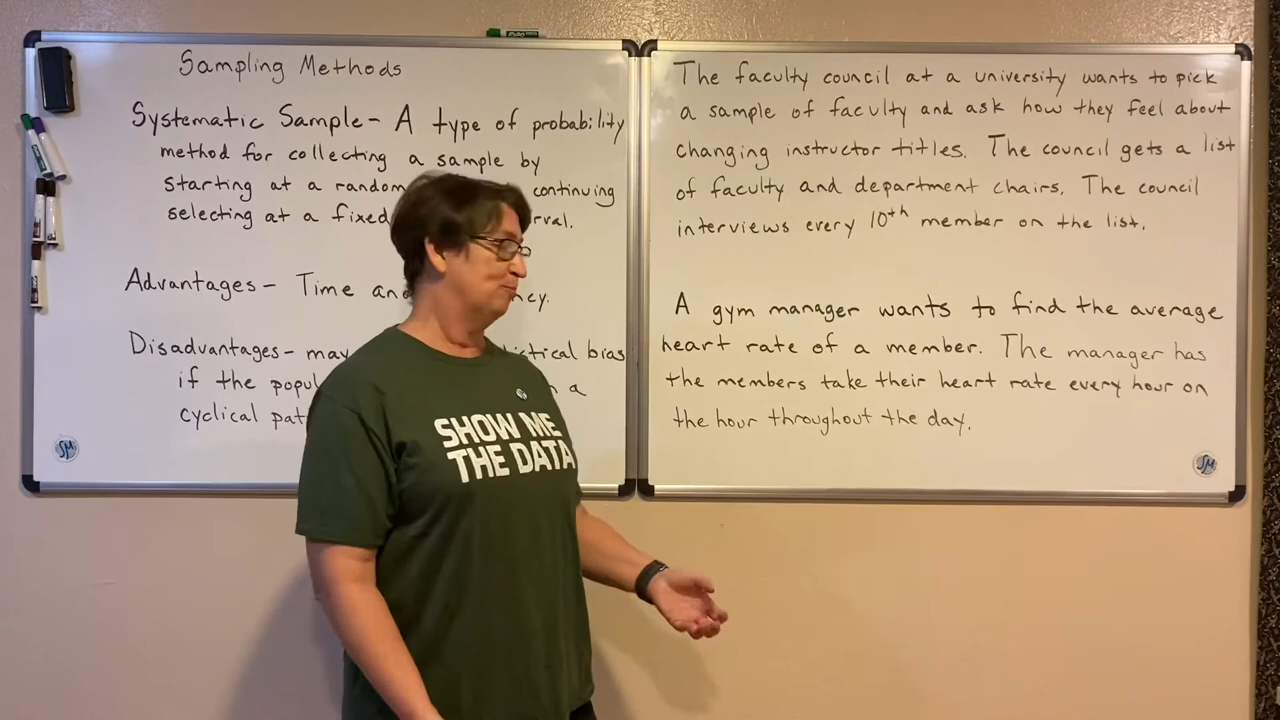 Sampling Methods
Systematic Sample- A type of probability
method for collecting a sample by
starting at a random continuing
selecting at a fixed
Advantages- Time
Disadvantages- may bias
if the a
cyclical
The faculty council at a university wants to pick
a sample of faculty and ask how they feel about
changing instructor titles. The council gets a list
of faculty and department chairs. The council
interviews every 10th member on the list.
A gym manager wants to find the average
heart rate of a member. The manager has
the members take their heart rate every hour on
the hour throughout the day.
SHOW ME
THE DATA
SM
SM
EXPO